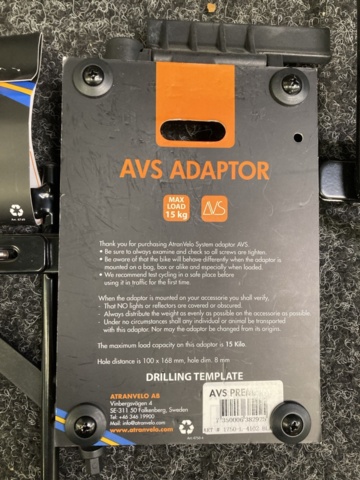 AVS ADAPTOR
MAX
LOAD
15 kg
AVS
Thank you for purchasing AtranVelo System adaptor AVS.
• Be sure to always examine and check so all screws are tighten.
• Be aware of that the bike will behave differently when the adaptor is
mounted on a bag, box or alike and especially when loaded.
• We recommend test cycling in a safe place before
using it in traffic for the first time.
When the adaptor is mounted on your accessorie you shall verify,
- That NO lights or reflectors are covered or obscured.
- Always distribute the weight as evenly as possible on the accessorie as possible
- Under no circumstances shall any individual or animal be transported
with this adaptor. Nor may the adaptor be changed from its origins.
The maximum load capacity on this adaptor is 15 Kilo.
Hole distance is 100 x 168 mm, hole dim. 8 mm
DRILLING TEMPLATE
ATRANVELO AB
Vinbergsvägen 4
SE-311 50 Falkenberg, Sweden
Tel: +46 346 19900
Mail: info@atranvelo.com
www.atranvelo.com
AVS PREM